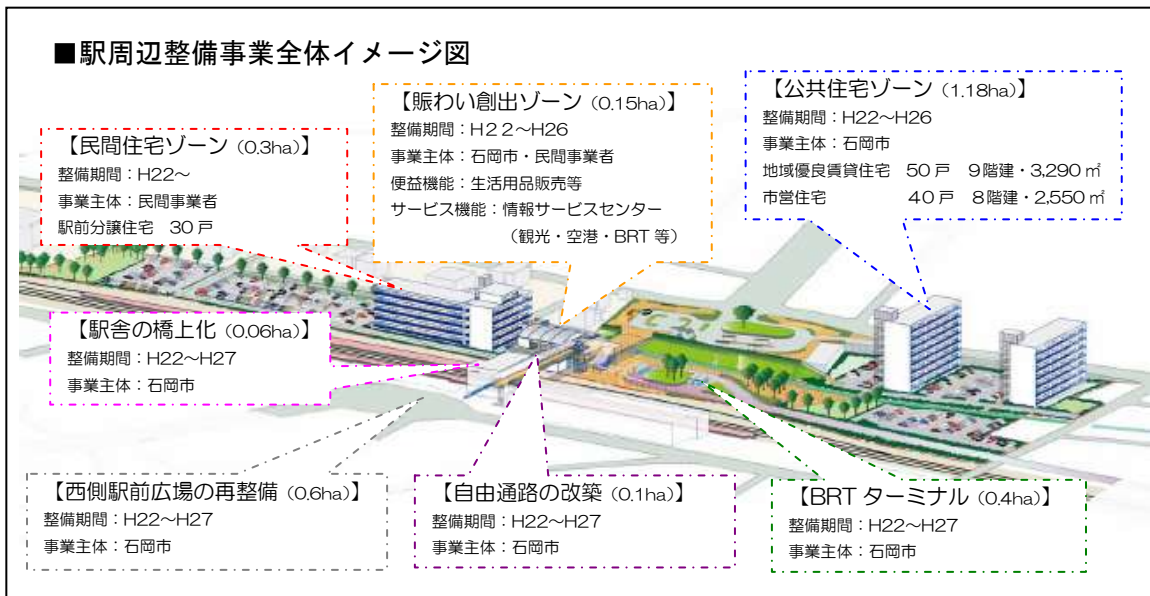 ■駅周辺整備事業全体イメージ図
【民間住宅ゾーン (0.3ha)】
整備期間：H22～
事業主体：民間事業者
駅前分譲住宅　30戸
【賑わい創出ゾーン (0.15ha)】
整備期間：H22～H26
事業主体：石岡市・民間事業者
便益機能：生活用品販売等
サービス機能：情報サービスセンター
（観光・空港・BRT 等）
【公共住宅ゾーン (1.18ha)】
整備期間：H22～H26
事業主体：石岡市
地域優良賃貸住宅　50戸　9階建・3,290㎡
市営住宅　40戸　8階建・2,550㎡
【駅舎の橋上化 (0.06ha)】
整備期間：H22～H27
事業主体：石岡市
【西側駅前広場の再整備 (0.6ha)】
整備期間：H22～H27
事業主体：石岡市
【自由通路の改築 (0.1ha)】
整備期間：H22～H27
事業主体：石岡市
【BRT ターミナル (0.4ha)】
整備期間：H22～H27
事業主体：石岡市